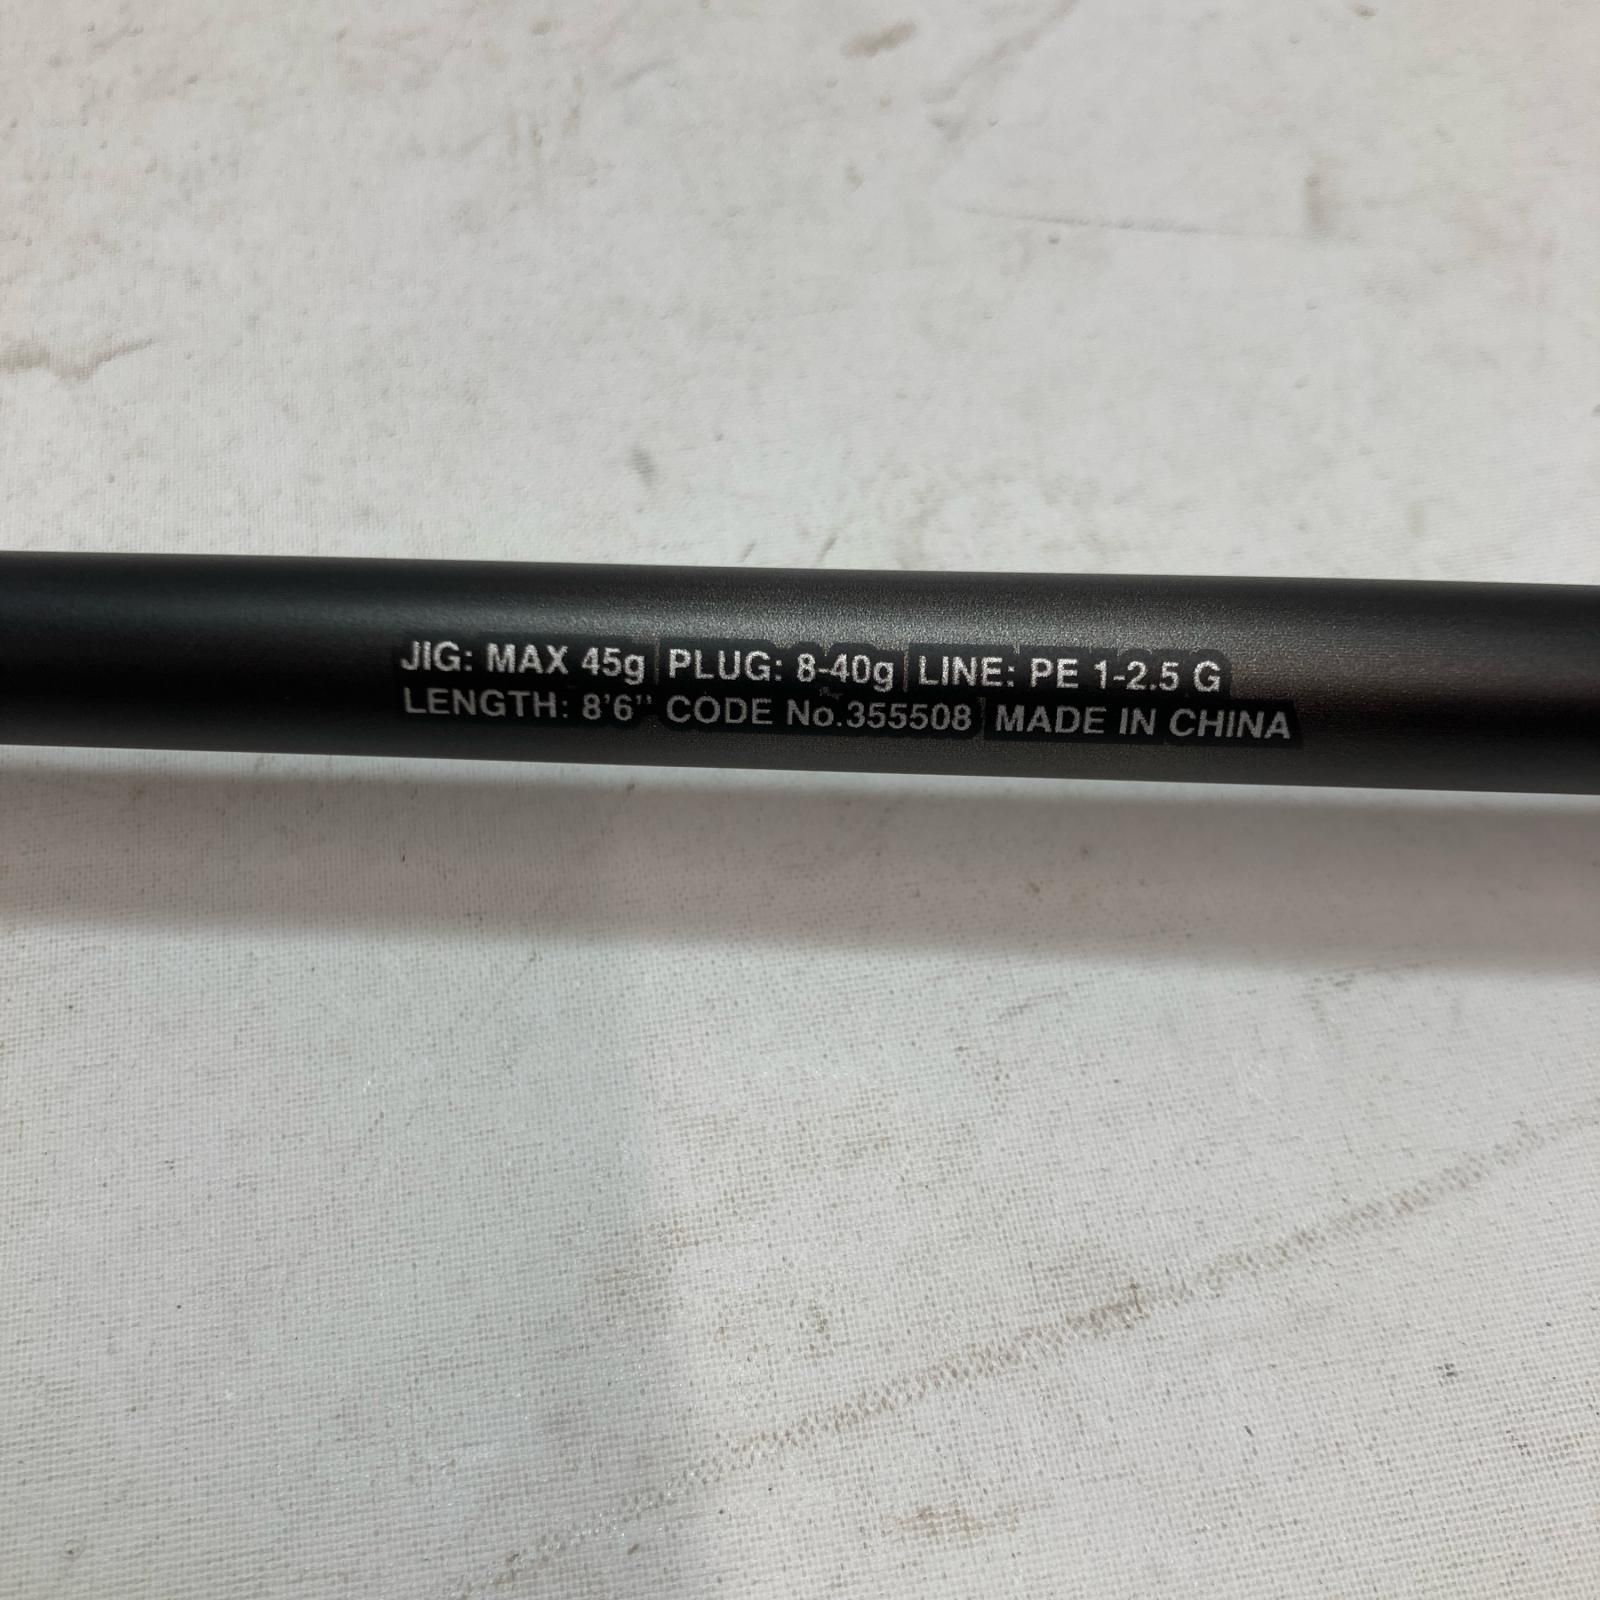 JIG: MAX 45g | PLUG: 8-40g | LINE: PE 1-2.5 G
LENGTH: 8'6" CODE No.355508 | MADE IN CHINA